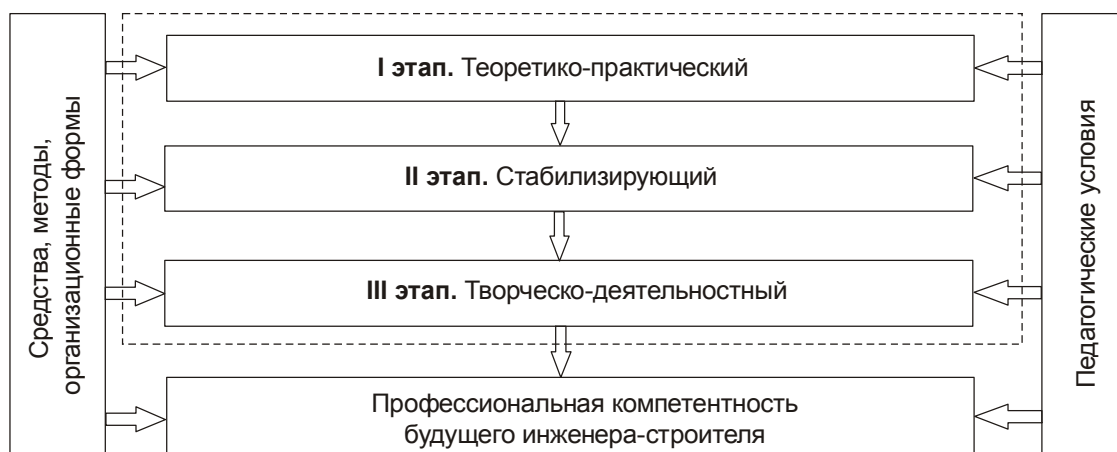 Средства, методы,
организационные формы
I этап. Теоретико-практический
II этап. Стабилизирующий
III этап. Творческо-деятельностный
Профессиональная компетентность
будущего инженера-строителя
Педагогические условия